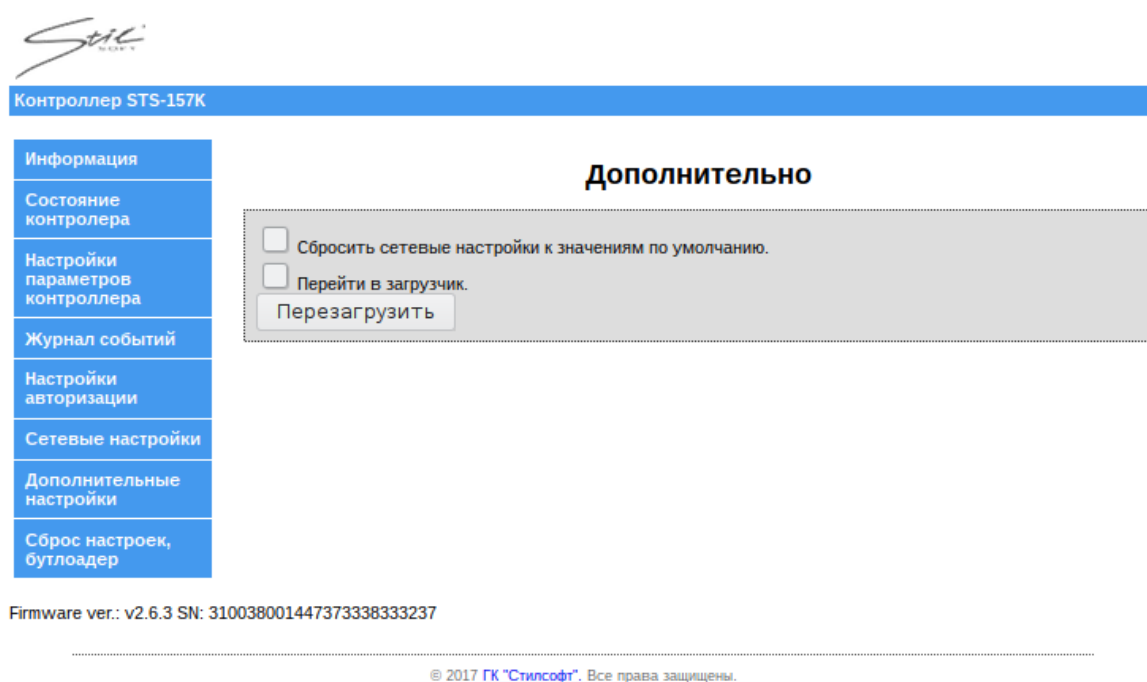 Stil
SOFT
Контроллер STS-157К
Информация
Состояние
контролера
Настройки
параметров
контроллера
Журнал событий
Настройки
авторизации
Сетевые настройки
Дополнительные
настройки
Сброс настроек,
бутлоадер
Дополнительно
Сбросить сетевые настройки к значениям по умолчанию.
Перейти в загрузчик.
Перезагрузить
Firmware ver.: v2.6.3 SN: 310038001447373338333237
© 2017 ГК "Стилсофт". Все права защищены.